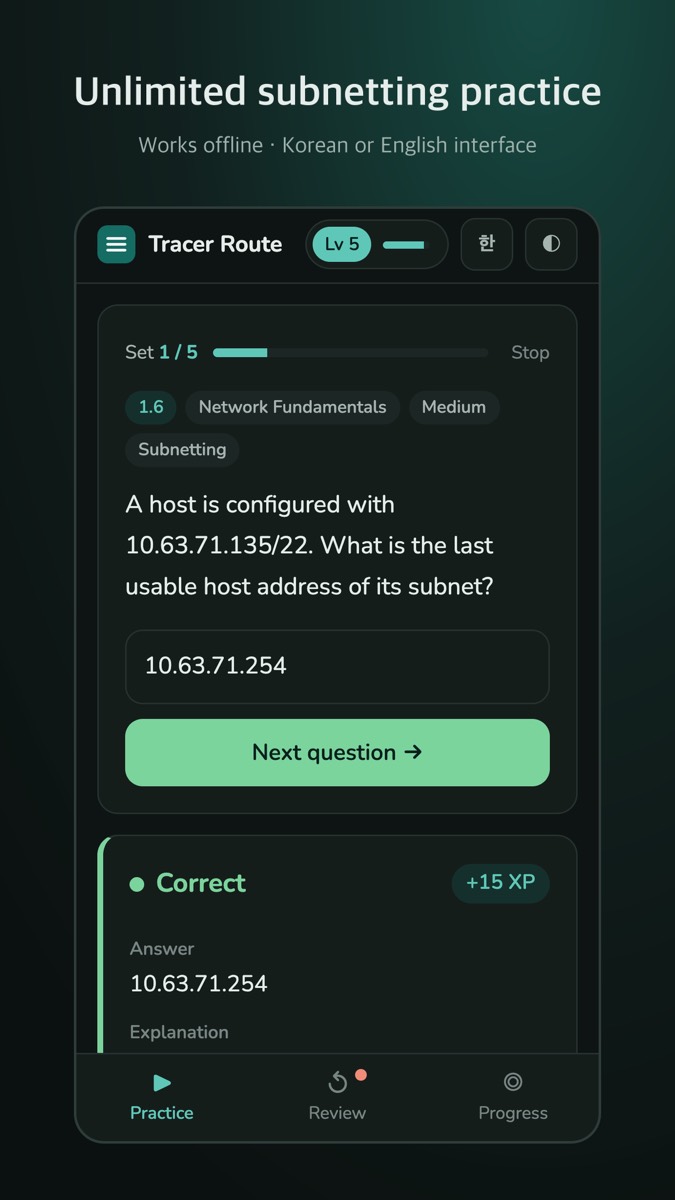 Unlimited subnetting practice
Works offline · Korean or English interface
Tracer Route
Lv 5
한
Set 1 / 5
Stop
1.6
Network Fundamentals
Medium
Subnetting
A host is configured with
10.63.71.135/22. What is the last
usable host address of its subnet?
10.63.71.254
Next question →
Correct
+15 XP
Answer
10.63.71.254
Explanation
Practice
Review
Progress